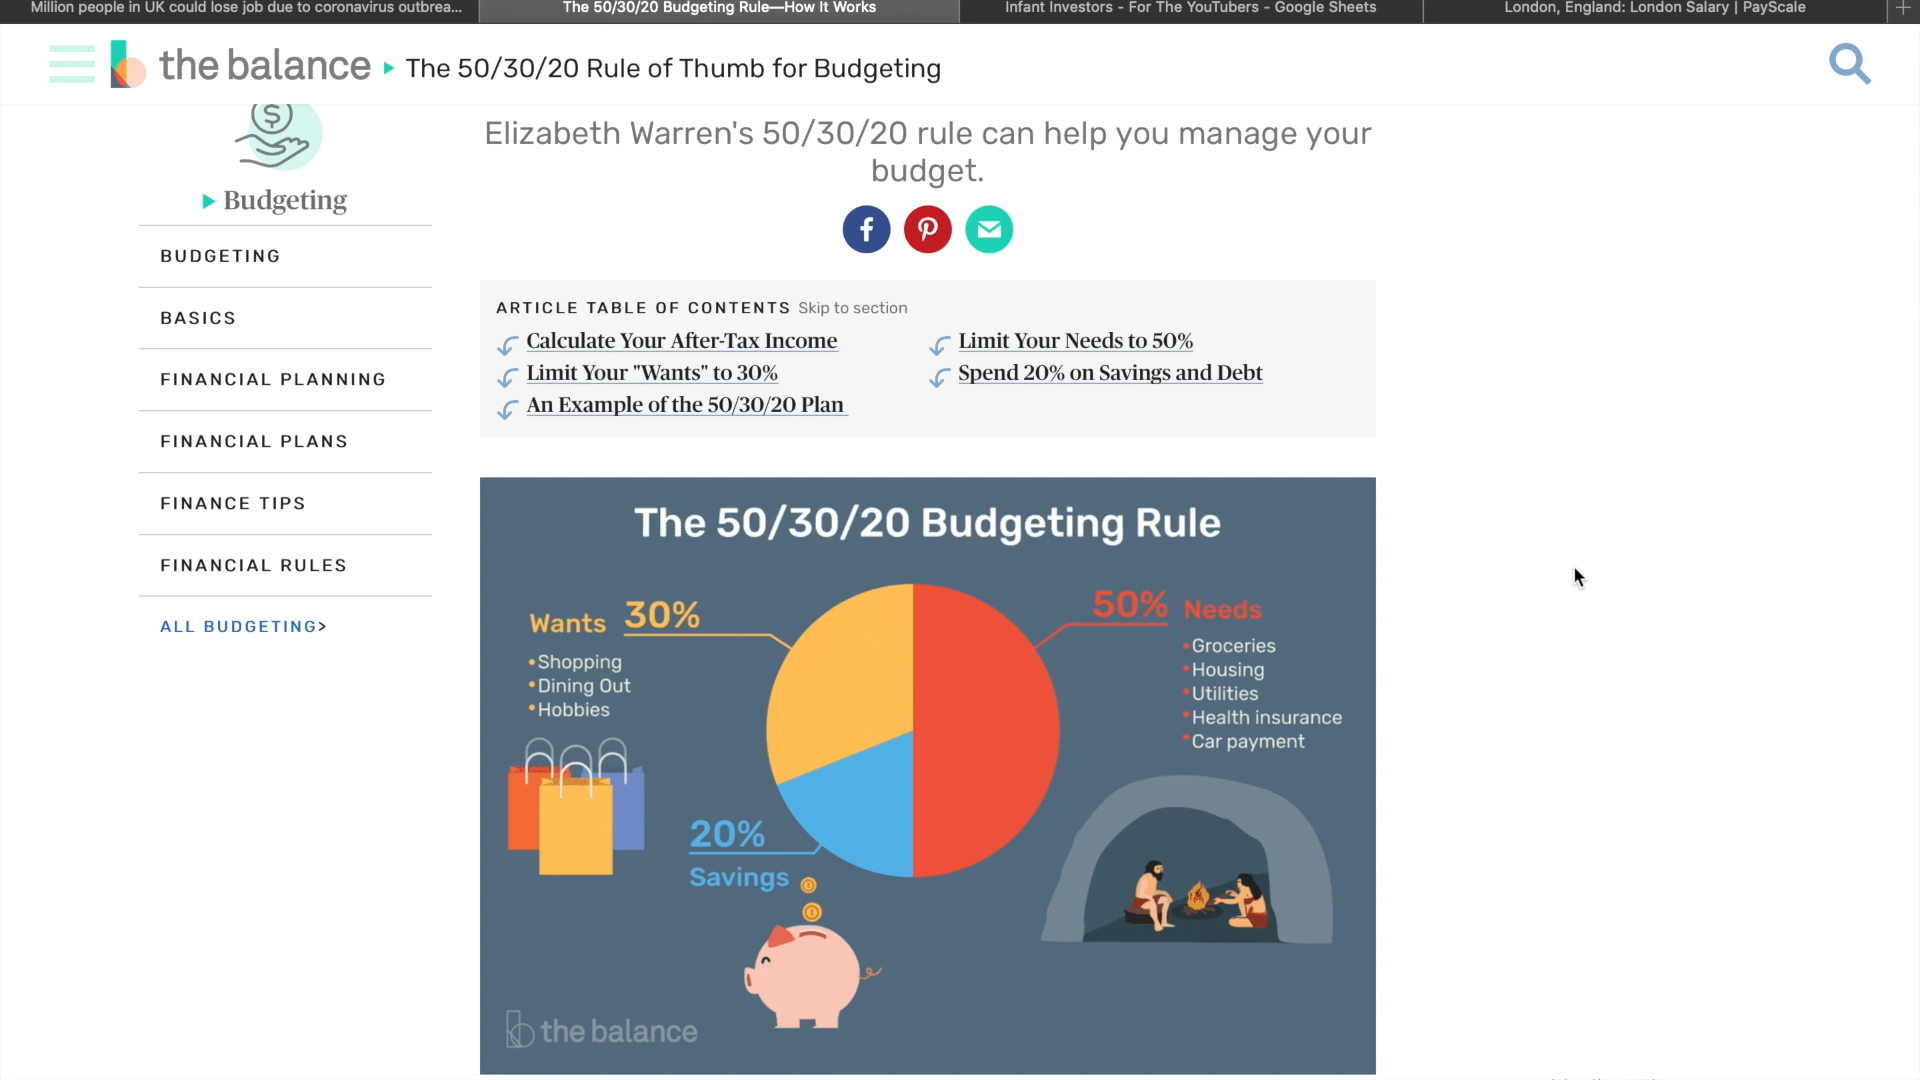 Million people in UK could lose job due to coronavirus outbrea...
The 50/30/20 Budgeting Rule—How It Works
Infant Investors - For The YouTubers - Google Sheets
London, England: London Salary | PayScale
the balance
The 50/30/20 Rule of Thumb for Budgeting
Budgeting
BUDGETING
BASICS
FINANCIAL PLANNING
FINANCIAL PLANS
FINANCE TIPS
FINANCIAL RULES
ALL BUDGETING>
Elizabeth Warren's 50/30/20 rule can help you manage your
budget.
ARTICLE TABLE OF CONTENTS Skip to section
Calculate Your After-Tax Income
Limit Your Needs to 50%
Limit Your "Wants" to 30%
Spend 20% on Savings and Debt
An Example of the 50/30/20 Plan
The 50/30/20 Budgeting Rule
Wants 30%
•Shopping
•Dining Out
•Hobbies
50% Needs
•Groceries
•Housing
•Utilities
•Health insurance
•Car payment
20%
Savings
the balance